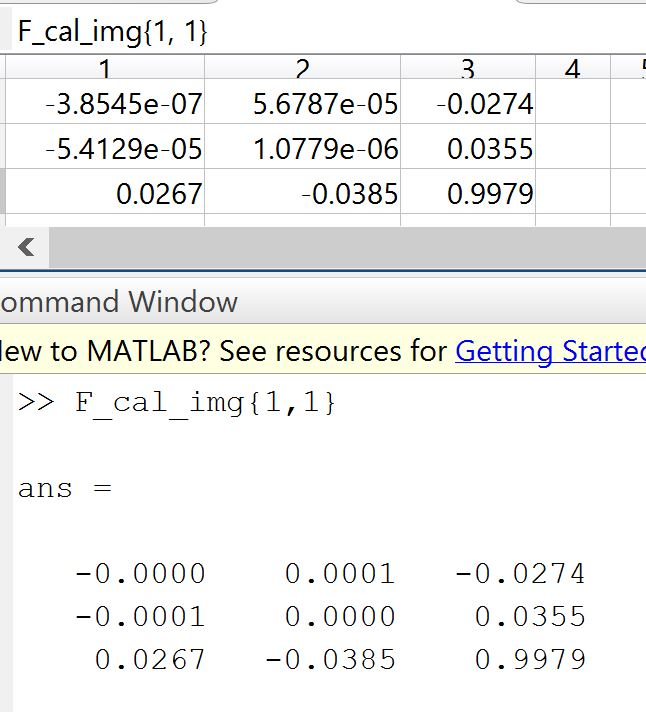 F_cal_img{1, 1}
1 2 3 4
-3.8545e-07 5.6787e-05 -0.0274
-5.4129e-05 1.0779e-06 0.0355
0.0267 -0.0385 0.9979
ommand Window
lew to MATLAB? See resources for Getting Started
>> F_cal_img{1,1}
ans =
-0.0000 0.0001 -0.0274
-0.0001 0.0000 0.0355
0.0267 -0.0385 0.9979